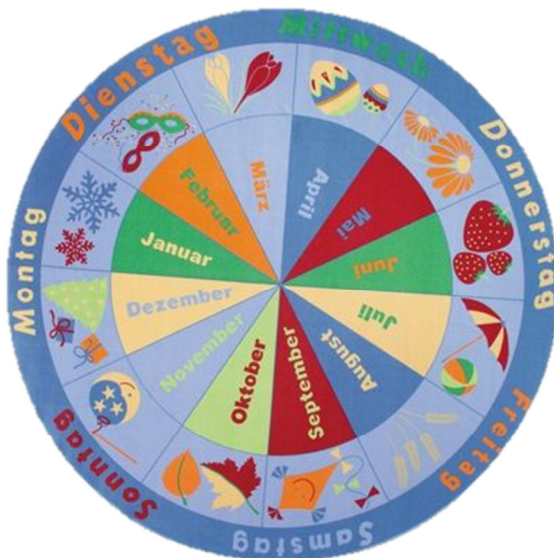 Montag
Dienstag
Mittwoch
Donnerstag
Freitag
Samstag
Sonntag
Januar
Februar
März
April
Mai
Juni
Juli
August
September
Oktober
November
Dezember